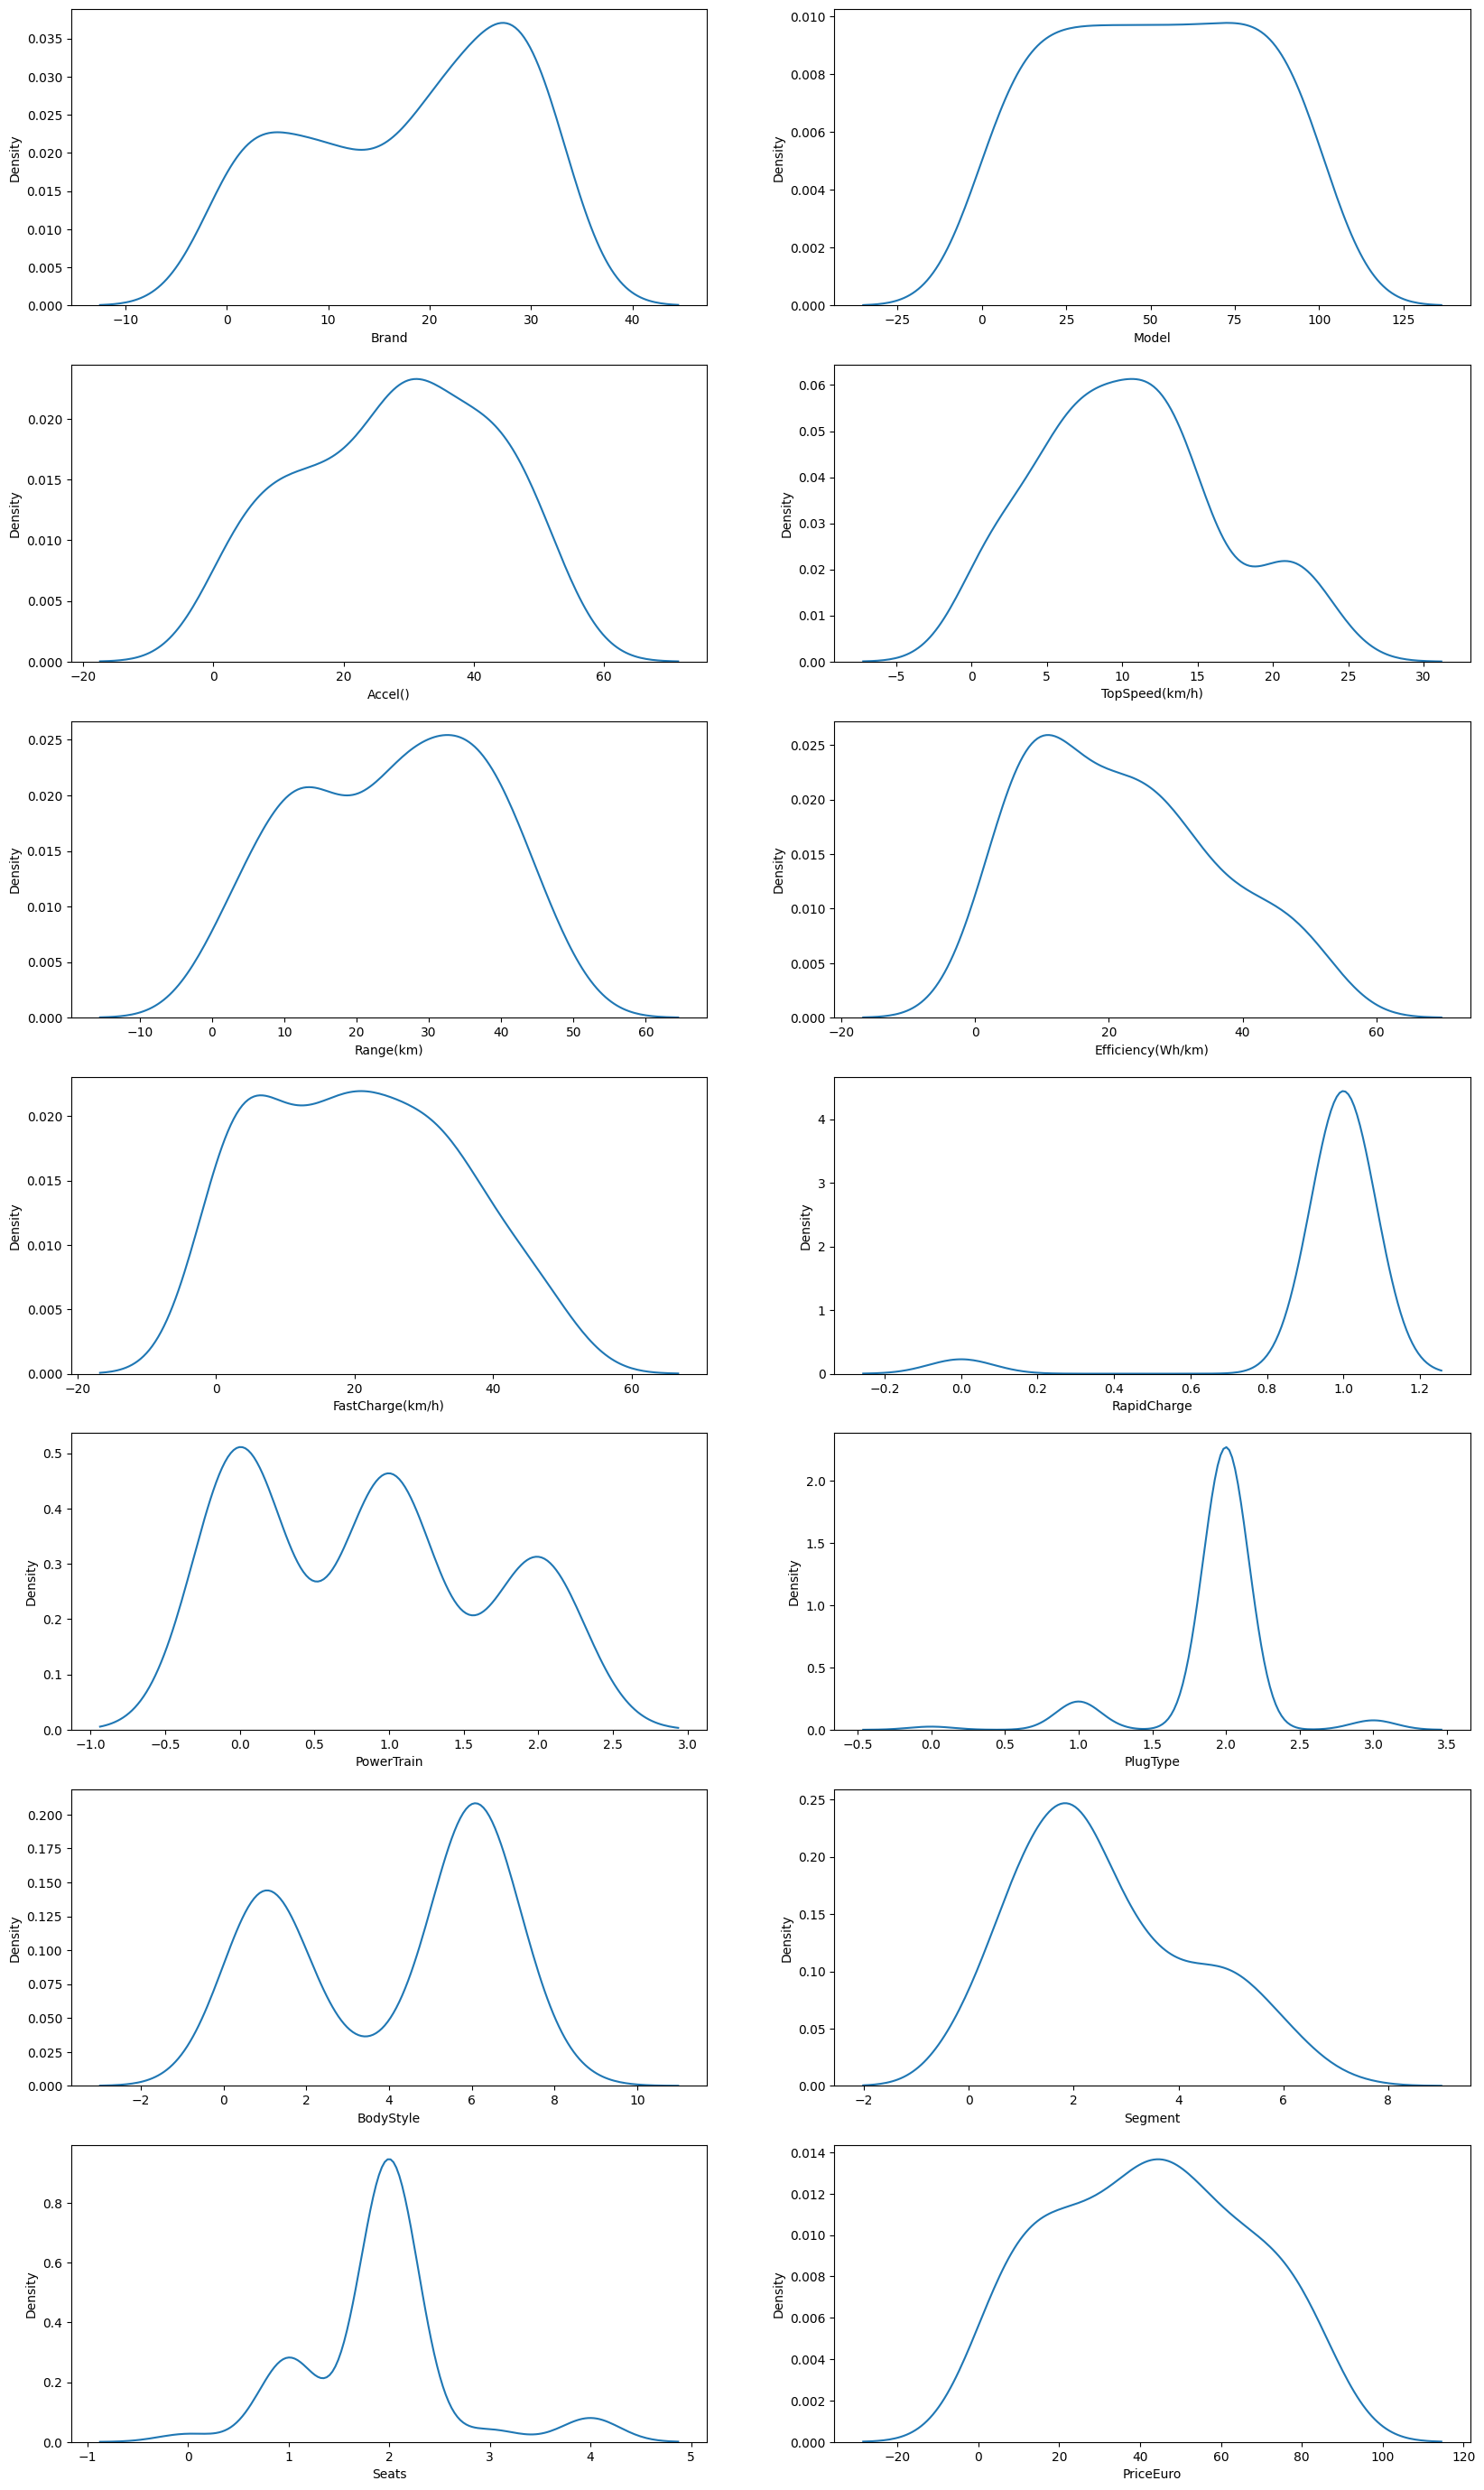 0.035
0.030
0.025
0.020
0.015
0.010
0.005
0.000
Density
−10 0 10 20 30 40
Brand
0.010
0.008
0.006
0.004
0.002
0.000
Density
−25 0 25 50 75 100 125
Model
0.020
0.015
0.010
0.005
0.000
Density
−20 0 20 40 60
Accel()
0.06
0.05
0.04
0.03
0.02
0.01
0.00
Density
−5 0 5 10 15 20 25 30
TopSpeed(km/h)
0.025
0.020
0.015
0.010
0.005
0.000
Density
−10 0 10 20 30 40 50 60
Range(km)
0.025
0.020
0.015
0.010
0.005
0.000
Density
−20 0 20 40 60
Efficiency(Wh/km)
0.020
0.015
0.010
0.005
0.000
Density
−20 0 20 40 60
FastCharge(km/h)
4
3
2
1
0
Density
−0.2 0.0 0.2 0.4 0.6 0.8 1.0 1.2
RapidCharge
0.5
0.4
0.3
0.2
0.1
0.0
Density
−1.0 −0.5 0.0 0.5 1.0 1.5 2.0 2.5 3.0
PowerTrain
2.0
1.5
1.0
0.5
0.0
Density
−0.5 0.0 0.5 1.0 1.5 2.0 2.5 3.0 3.5
PlugType
0.200
0.175
0.150
0.125
0.100
0.075
0.050
0.025
0.000
Density
−2 0 2 4 6 8 10
BodyStyle
0.25
0.20
0.15
0.10
0.05
0.00
Density
−2 0 2 4 6 8
Segment
0.8
0.6
0.4
0.2
0.0
Density
−1 0 1 2 3 4 5
Seats
0.014
0.012
0.010
0.008
0.006
0.004
0.002
0.000
Density
−20 0 20 40 60 80 100 120
PriceEuro